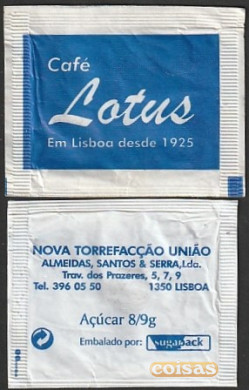 Café
Lotus
Em Lisboa desde 1925
NOVA TORREFACÇÃO UNIÃO
ALMEIDAS, SANTOS & SERRA, Lda.
Trav. dos Prazeres, 5, 7, 9
Tel. 396 05 50 1350 LISBOA
Açúcar 8/9g
Embalado por: sugarpack
coisas